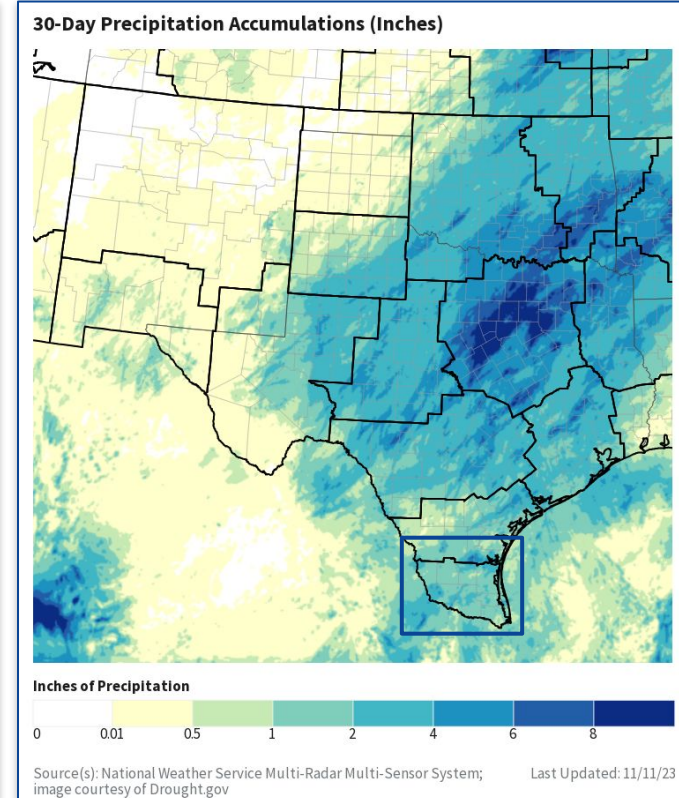 30-Day Precipitation Accumulations (Inches)
Inches of Precipitation
0 0.01 0.5 1 2 4 6 8
Source(s): National Weather Service Multi-Radar Multi-Sensor System; Last Updated: 11/11/23
image courtesy of Drought.gov